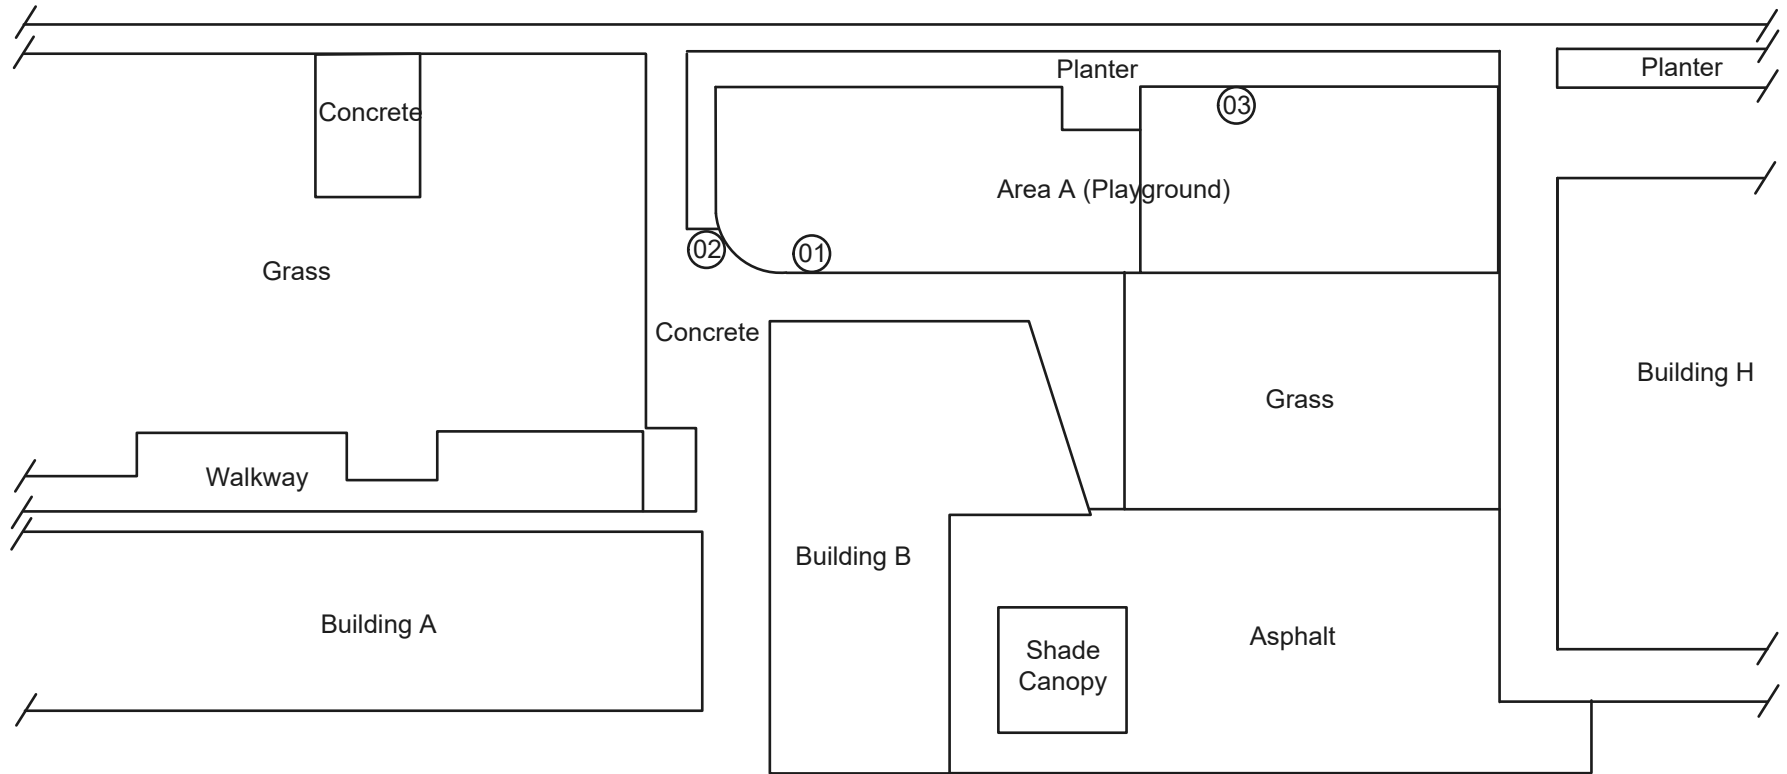 Planter
Planter
Concrete
03
Area A (Playground)
02
01
Grass
Concrete
Building H
Grass
Walkway
Building B
Building A
Asphalt
Shade
Canopy